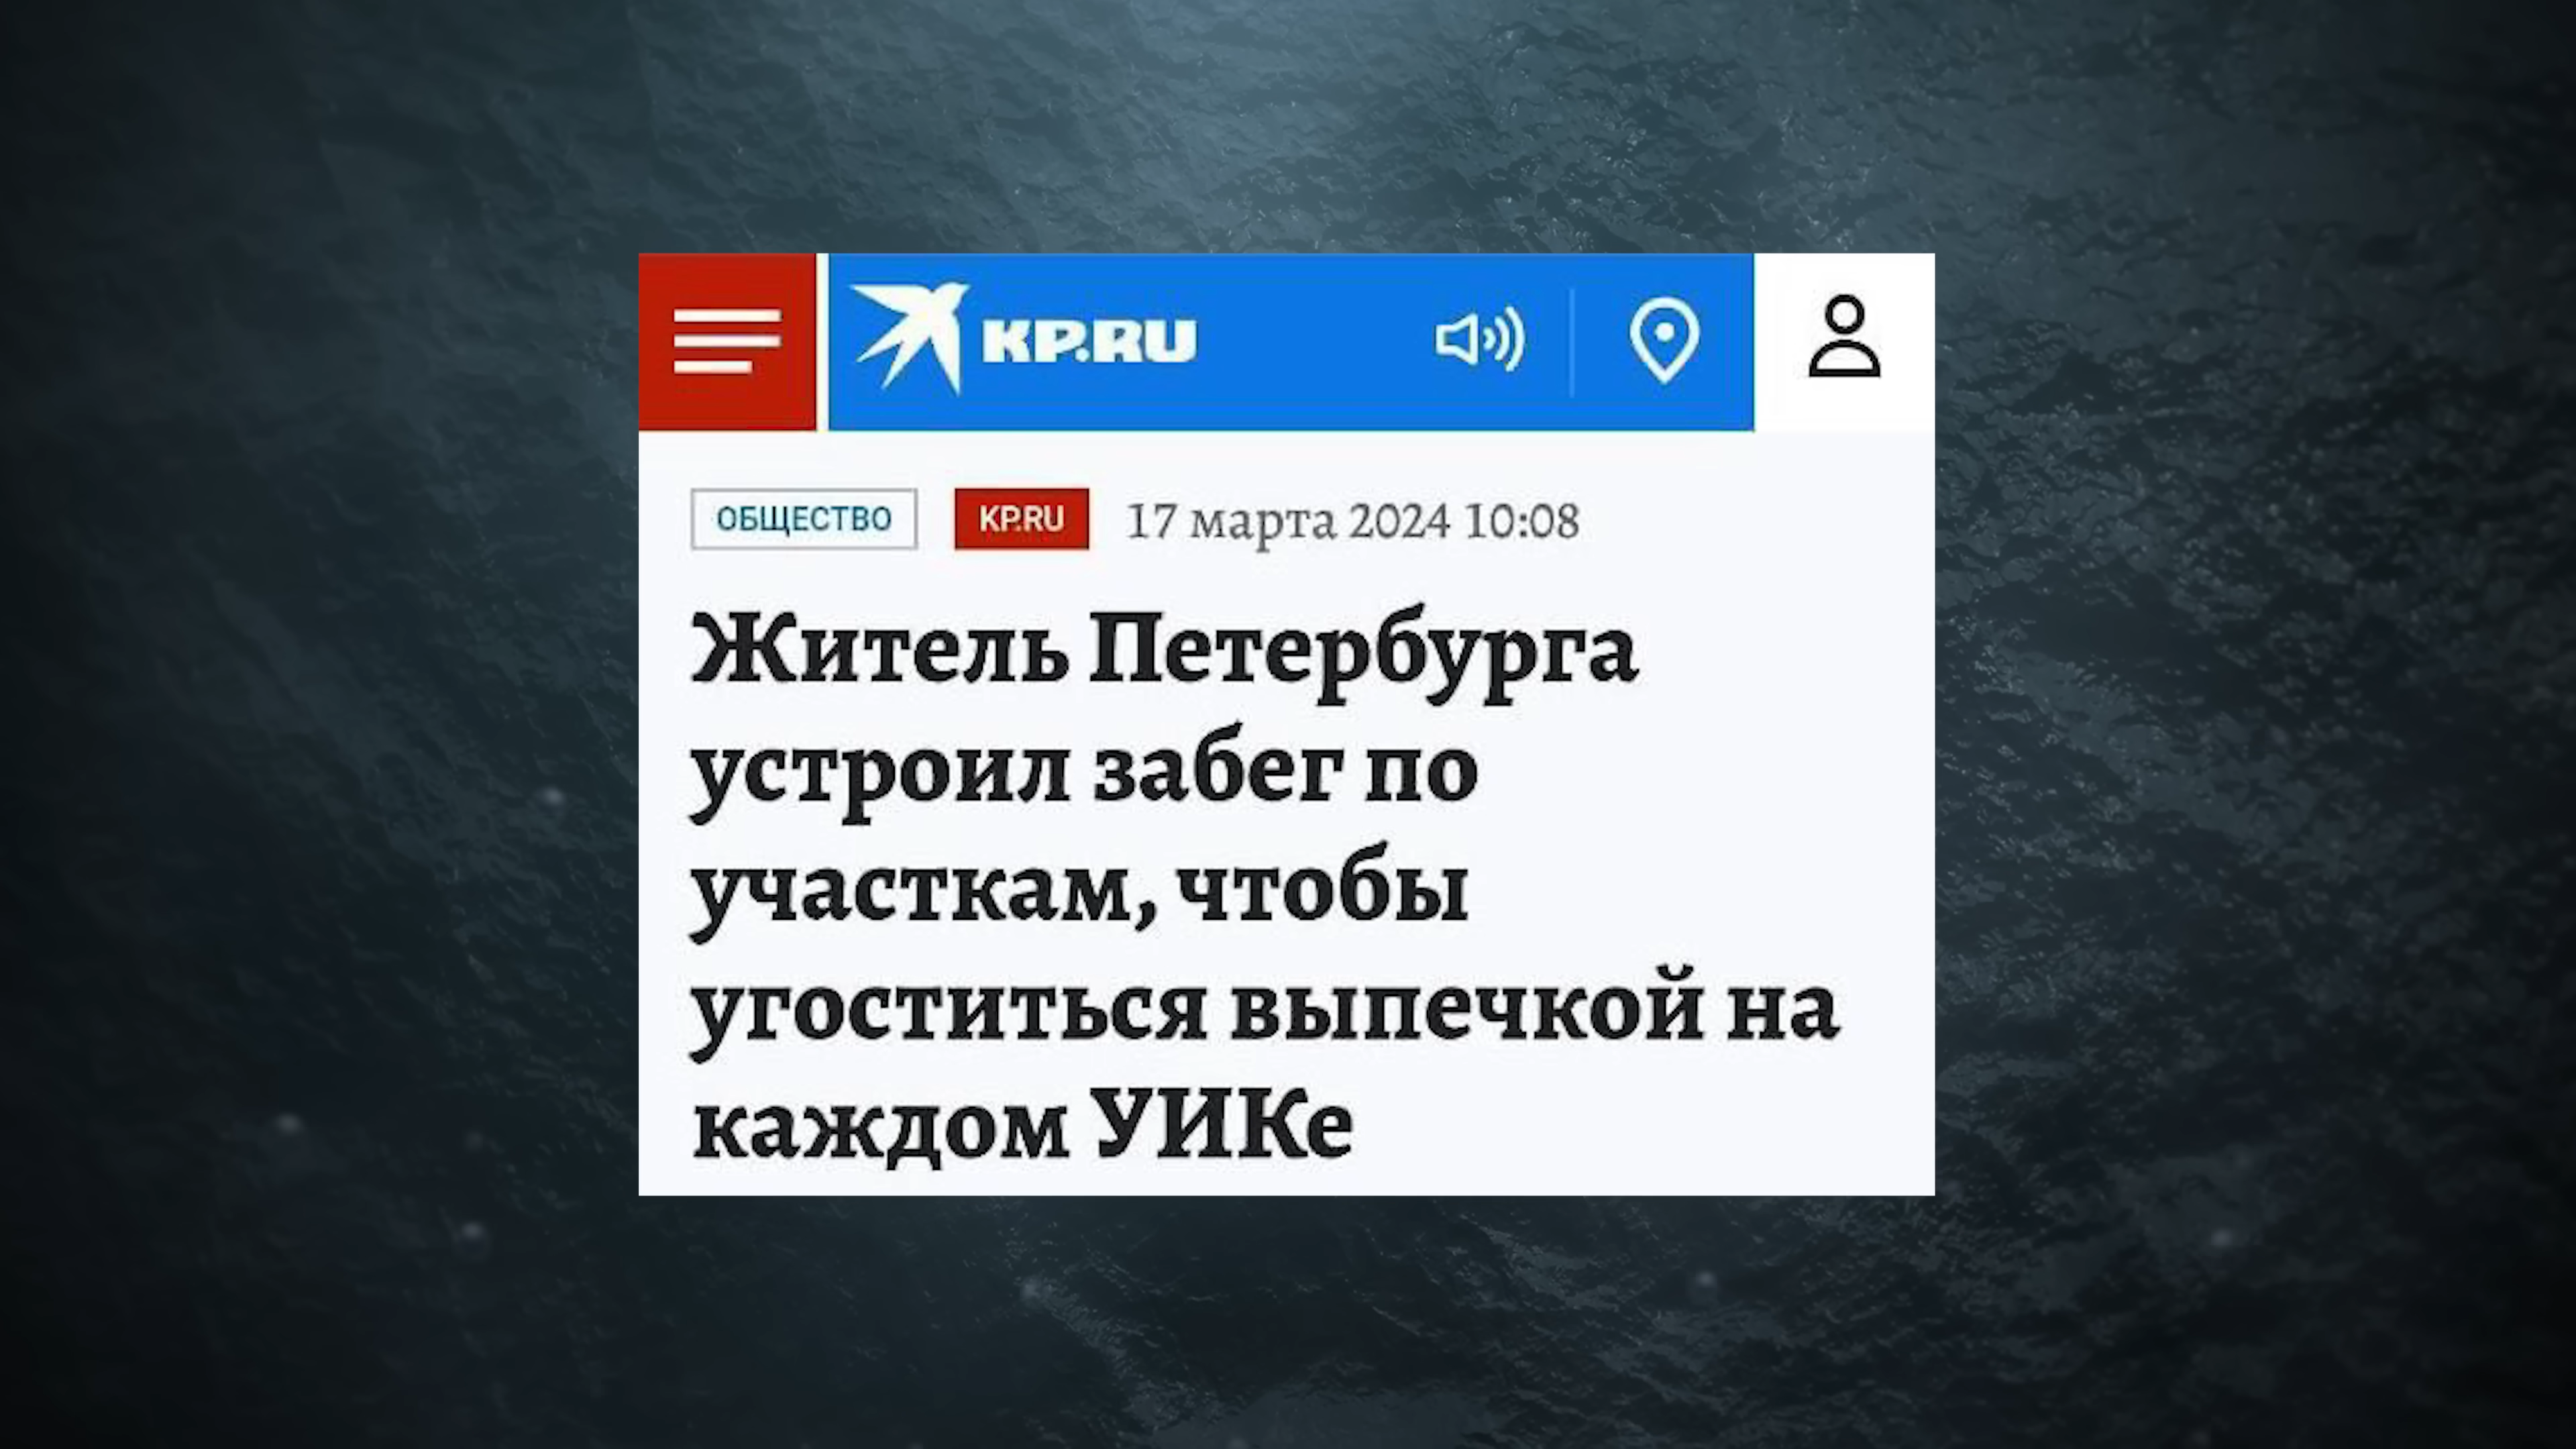 KP.RU
ОБЩЕСТВО KP.RU 17 марта 2024 10:08
Житель Петербурга
устроил забег по
участкам, чтобы
угоститься выпечкой на
каждом УИКе